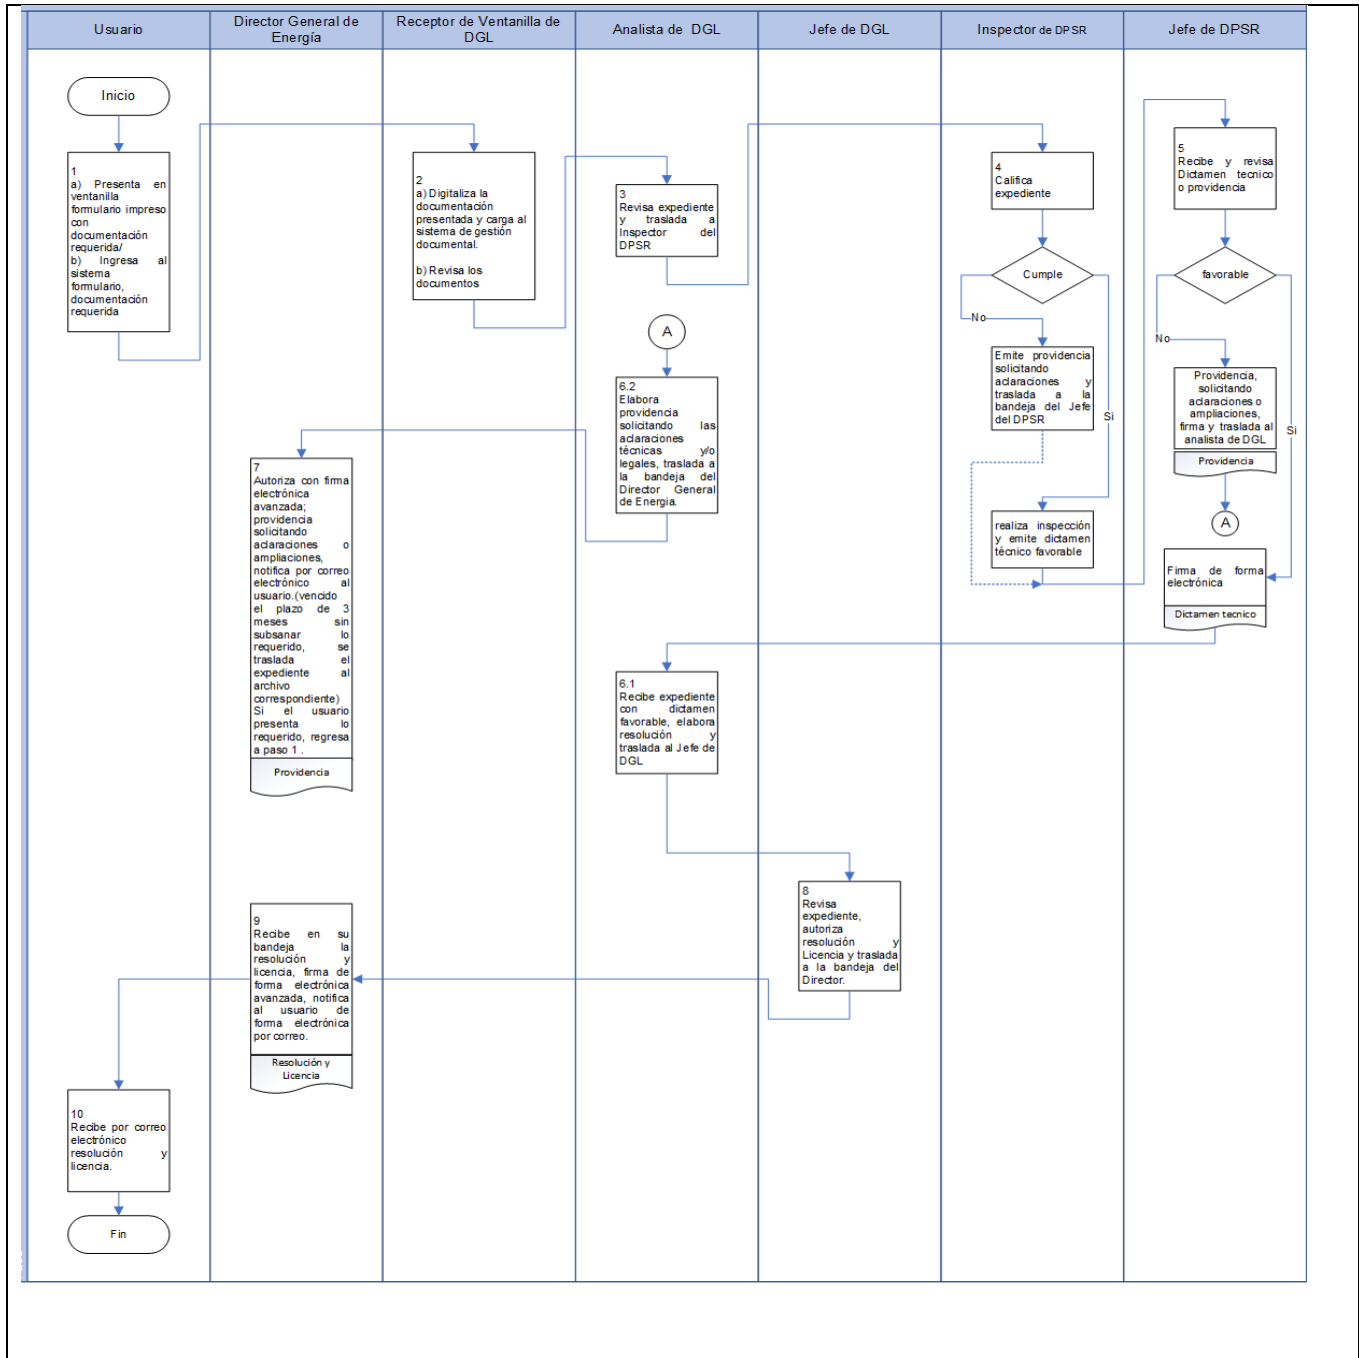 Usuario
Director General de
Energía
Receptor de Ventanilla de
DGL
Analista de DGL
Jefe de DGL
Inspector de DPSR
Jefe de DPSR
Inicio
1
a) Presenta en
ventanilla
formulario impreso
con
documentación
requerida/
b) Ingresa al
sistema
formulario,
documentación
requerida
2
a) Digitaliza la
documentación
presentada y carga al
sistema de gestión
documental.
b) Revisa los
documentos
3
Revisa expediente
y traslada a
Inspector del
DPSR
4
Califica
expediente
Cumple
No
Si
Emite providencia
solicitando
aclaraciones y
traslada a la
bandeja del Jefe
del DPSR
realiza inspección
y emite dictamen
técnico favorable
5
Recibe y revisa
Dictamen tecnico
o providencia
favorable
No
Si
Providencia,
solicitando
aclaraciones o
ampliaciones,
firma y traslada al
analista de DGL
Providencia
A
Firma de forma
electrónica
Dictamen tecnico
A
6.2
Elabora
providencia
solicitando las
aclaraciones
técnicas y/o
legales, traslada a
la bandeja del
Director General
de Energia.
7
Autoriza con firma
electrónica
avanzada;
providencia
solicitando
aclaraciones o
ampliaciones,
notifica por correo
electrónico al
usuario.(vencido
el plazo de 3
meses sin
subsanar lo
requerido, se
traslada el
expediente al
archivo
correspondiente)
Si el usuario
presenta lo
requerido, regresa
a paso 1 .
Providencia
6.1
Recibe expediente
con dictamen
favorable, elabora
resolución y
traslada al Jefe de
DGL
8
Revisa
expediente,
autoriza
resolución y
Licencia y traslada
a la bandeja del
Director.
9
Recibe en su
bandeja la
resolución y
licencia, firma de
forma electrónica
avanzada, notifica
al usuario de
forma electrónica
por correo.
Resolución y
Licencia
10
Recibe por correo
electrónico
resolución y
licencia.
Fin